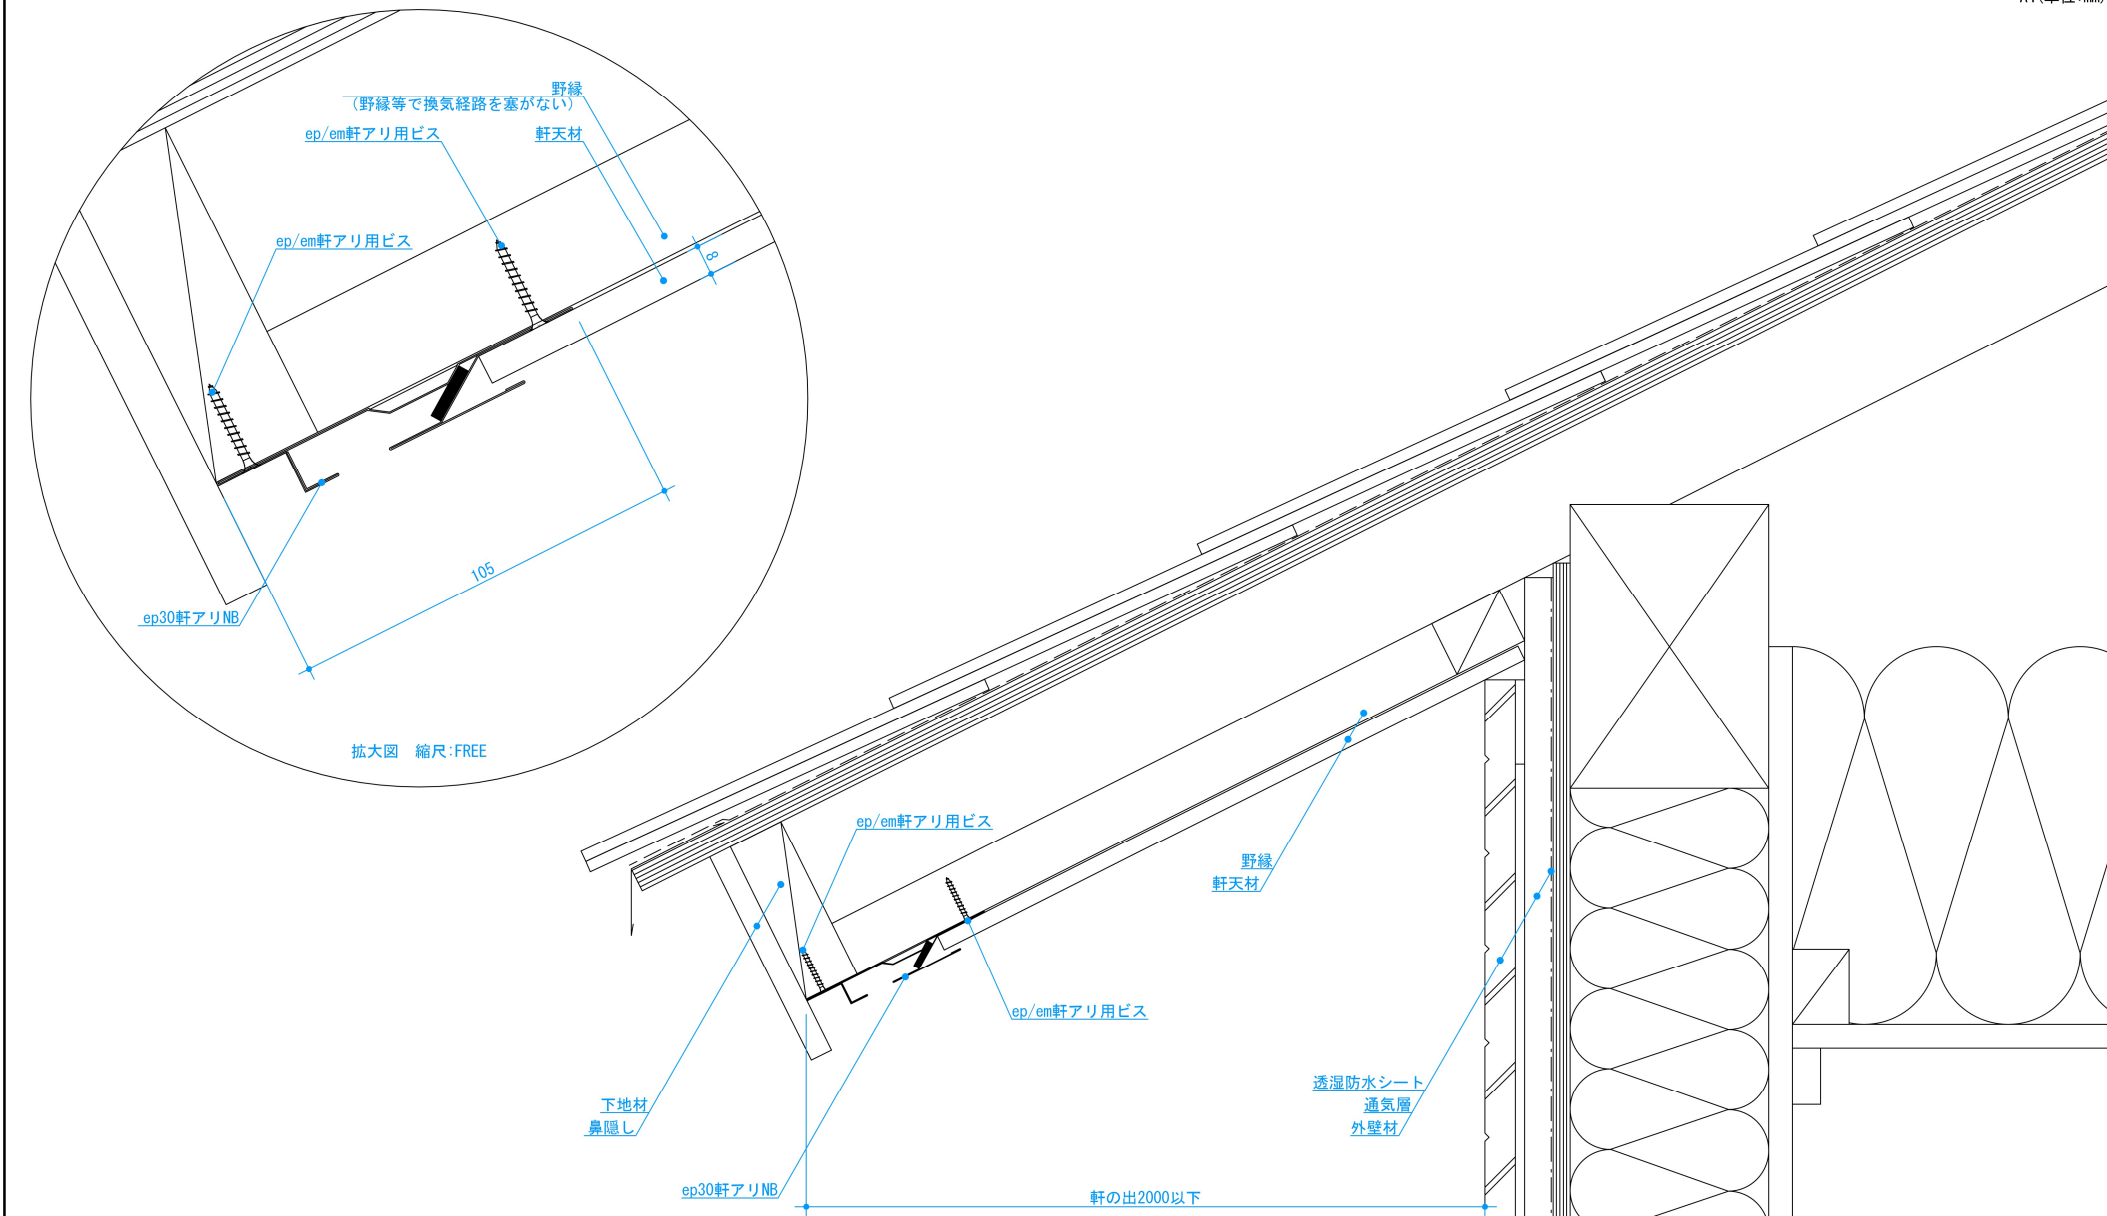 野縁
(野縁等で換気経路を塞がない)
ep/em軒アリ用ビス
軒天材
ep/em軒アリ用ビス
8
105
ep30軒アリNB
拡大図 縮尺:FREE
ep/em軒アリ用ビス
野縁
軒天材
ep/em軒アリ用ビス
下地材
鼻隠し
透湿防水シート
通気層
外壁材
ep30軒アリNB
軒の出2000以下